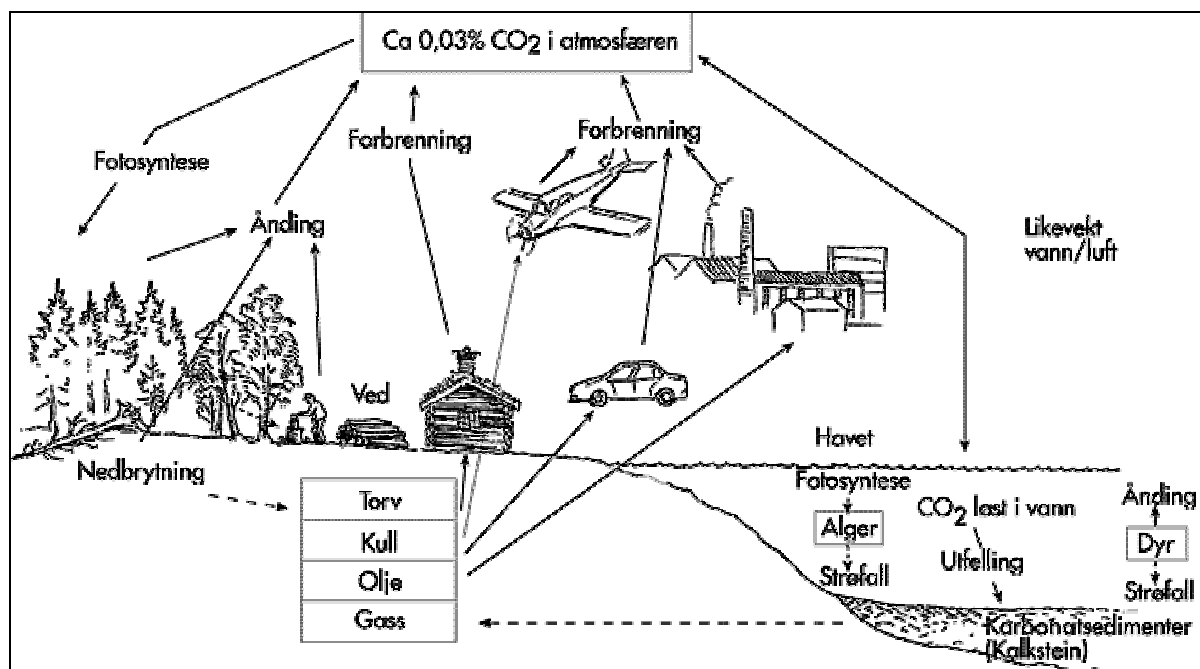 Ca 0,03% CO2 i atmosfæren
Fotosyntese
Forbrenning
Forbrenning
Ånding
Likevekt
vann/luft
Ved
Nedbrytning
Torv
Kull
Olje
Gass
Havet
Fotosyntese
Alger
Strøfall
CO2 løst i vann
Utfelling
Ånding
Dyr
Strøfall
Karbonatsedimenter
(Kalkstein)